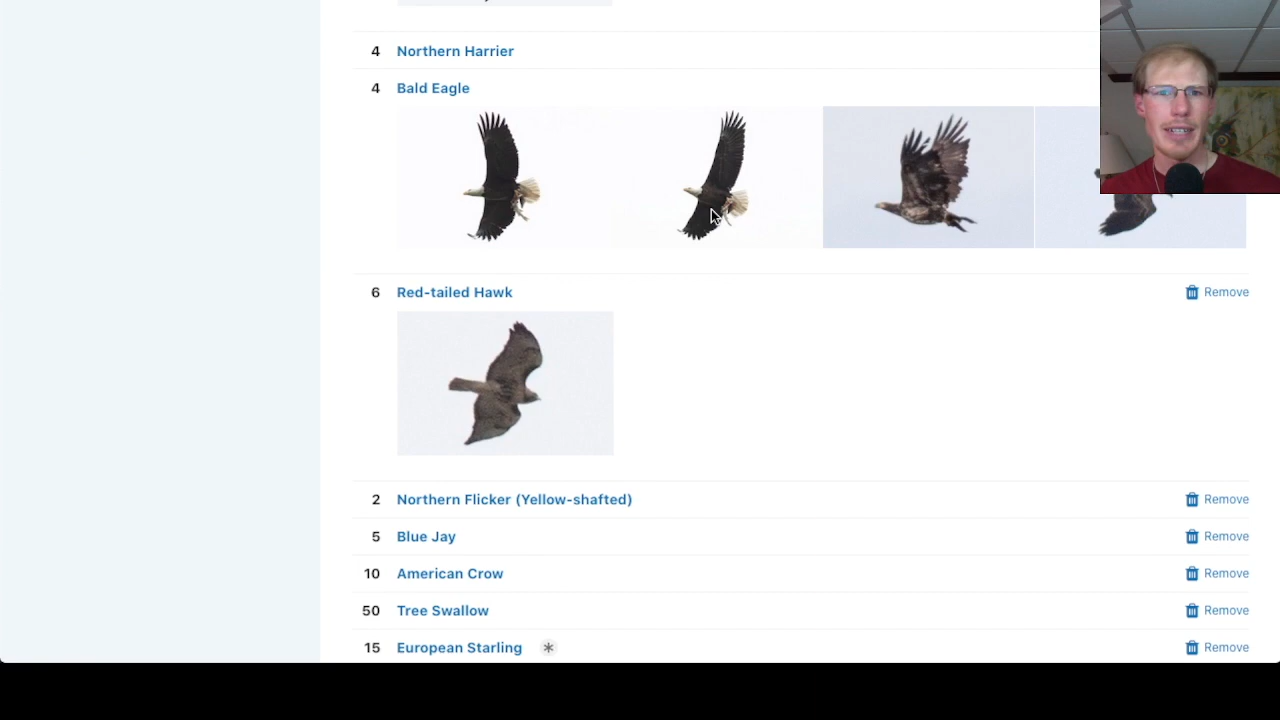 4 Northern Harrier
4 Bald Eagle
6 Red-tailed Hawk Remove
2 Northern Flicker (Yellow-shafted) Remove
5 Blue Jay Remove
10 American Crow Remove
50 Tree Swallow Remove
15 European Starling * Remove